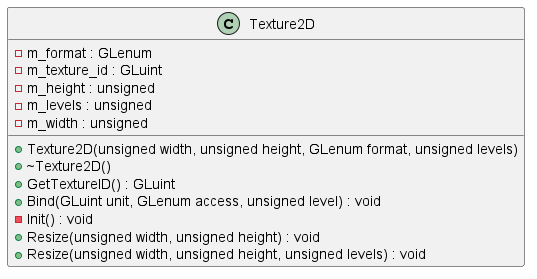 C Texture2D
m_format : GLenum
m_texture_id : GLuint
m_height : unsigned
m_levels : unsigned
m_width : unsigned
Texture2D(unsigned width, unsigned height, GLenum format, unsigned levels)
~Texture2D()
GetTextureID() : GLuint
Bind(GLuint unit, GLenum access, unsigned level) : void
Init() : void
Resize(unsigned width, unsigned height) : void
Resize(unsigned width, unsigned height, unsigned levels) : void